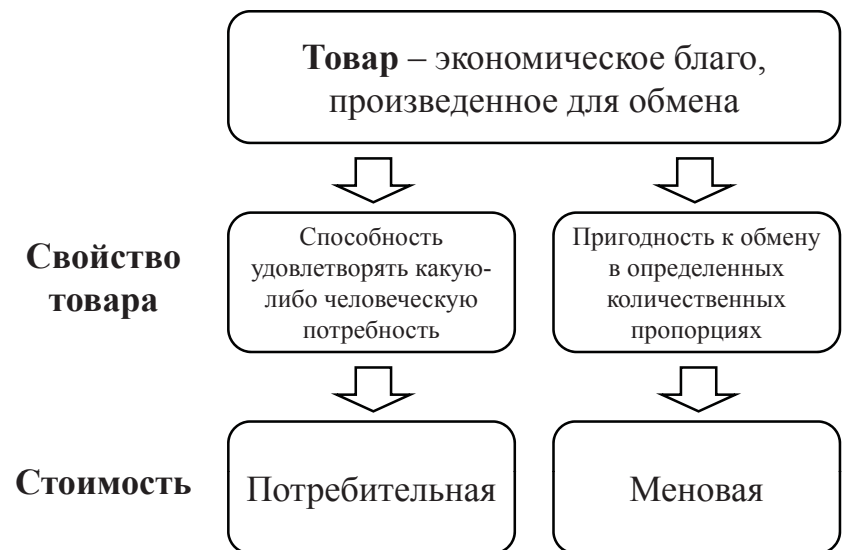 Товар – экономическое благо,
произведенное для обмена
Свойство
товара
Способность
удовлетворять какую-
либо человеческую
потребность
Пригодность к обмену
в определенных
количественных
пропорциях
Стоимость
Потребительная
Меновая